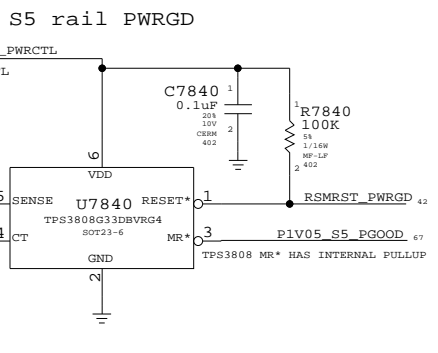 S5 rail PWRGD
_PWRCTL
C7840
0.1uF
20%
10V
CERM
402
1
2
R7840
100K
5%
1/16W
MF-LF
402
1
2
6
VDD
SENSE
U7840
RESET*
1
RSMRST_PWRGD 42
TPS3808G33DBVRG4
SOT23-6
CT
MR*
3
P1V05_S5_PGOOD 67
GND
TPS3808 MR* HAS INTERNAL PULLUP
2